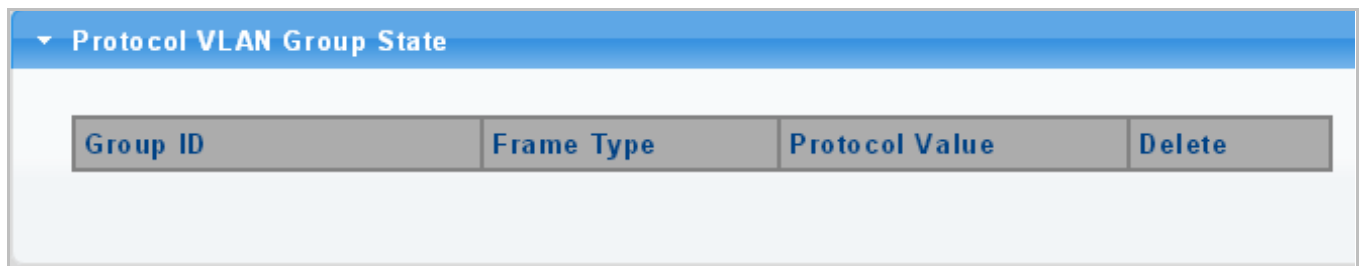 Protocol VLAN Group State
Group ID Frame Type Protocol Value Delete